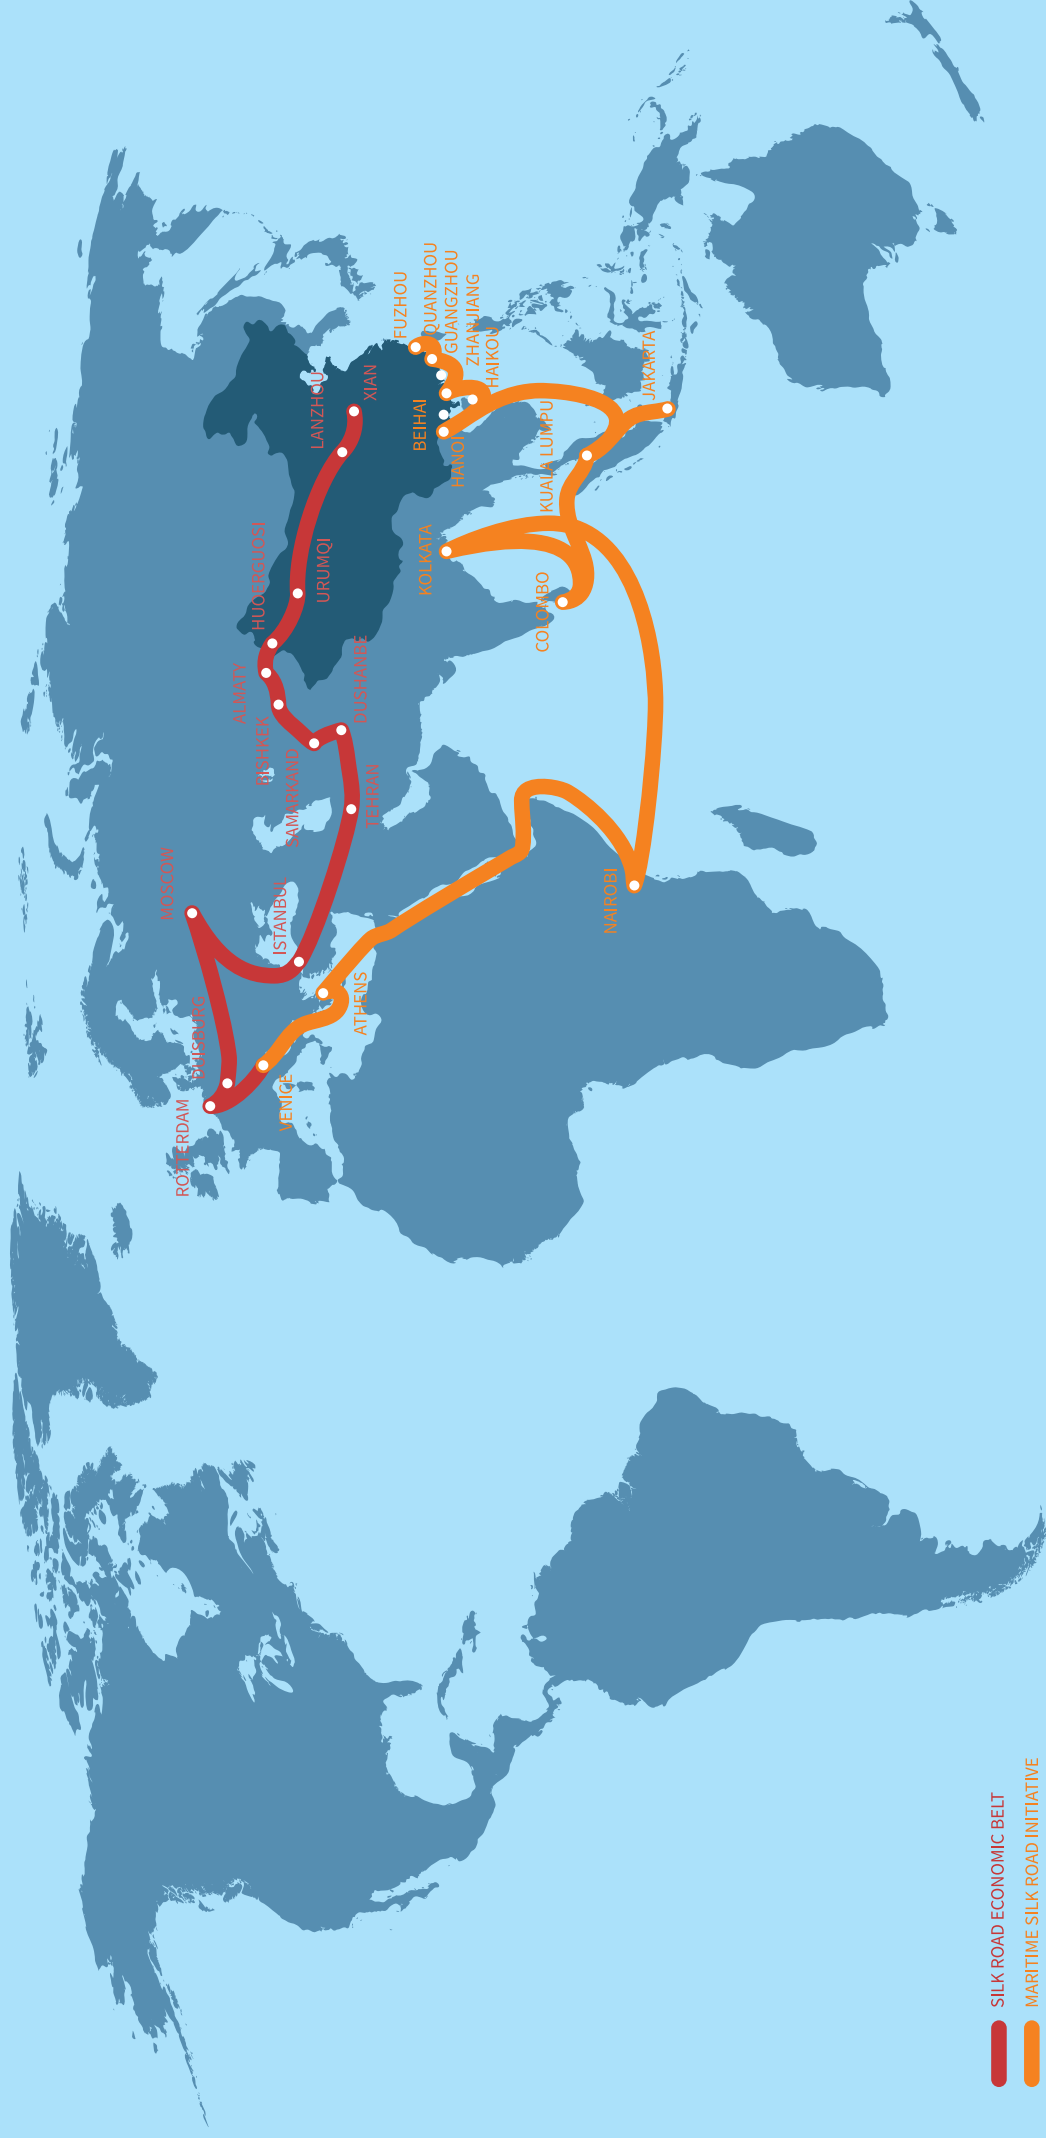 MOSCOW
DUISBURG
ROTTERDAM
VENICE
ISTANBUL
ATHENS
ALMATY
HUOERGUOSI
BISHKEK
SAMARKAND
DUSHANBE
TEHRAN
URUMQI
LANZHOU
XIAN
FUZHOU
QUANZHOU
GUANGZHOU
ZHANJIANG
HAIKOU
BEIHAI
HANOI
KOLKATA
COLOMBO
KUALA LUMPU
JAKARTA
NAIROBI
SILK ROAD ECONOMIC BELT
MARITIME SILK ROAD INITIATIVE